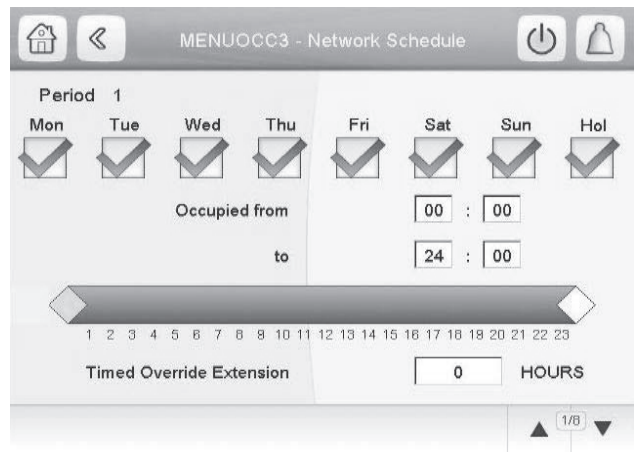 MENUOCC3 - Network Schedule
Period 1
Mon Tue Wed Thu Fri Sat Sun Hol
Occupied from 00 : 00
to 24 : 00
1 2 3 4 5 6 7 8 9 10 11 12 13 14 15 16 17 18 19 20 21 22 23
Timed Override Extension 0 HOURS
1/8